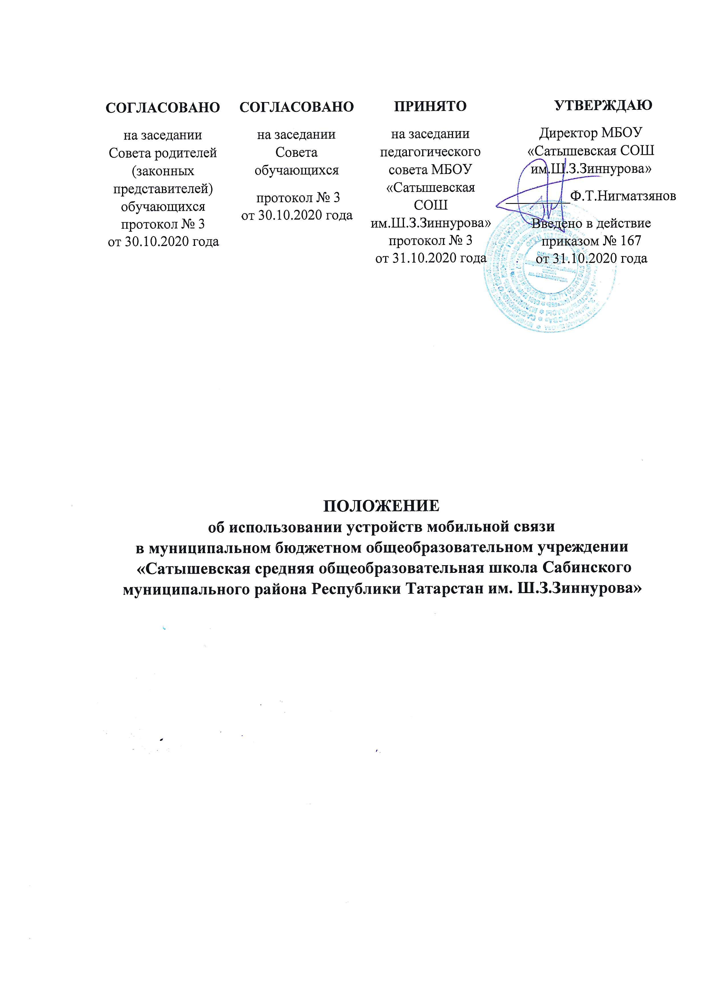 СОГЛАСОВАНО
на заседании
Совета родителей
(законных
представителей)
обучающихся
протокол № 3
от 30.10.2020 года
СОГЛАСОВАНО
на заседании
Совета
обучающихся
протокол № 3
от 30.10.2020 года
ПРИНЯТО
на заседании
педагогического
совета МБОУ
«Сатышевская
СОШ
им.Ш.З.Зиннурова»
протокол № 3
от 31.10.2020 года
УТВЕРЖДАЮ
Директор МБОУ
«Сатышевская СОШ
им.Ш.З.Зиннурова»
Ф.Т.Нигматзянов
Введено в действие
приказом № 167
от 31.10.2020 года
ПОЛОЖЕНИЕ
об использовании устройств мобильной связи
в муниципальном бюджетном общеобразовательном учреждении
«Сатышевская средняя общеобразовательная школа Сабинского
муниципального района Республики Татарстан им. Ш.З.Зиннурова»